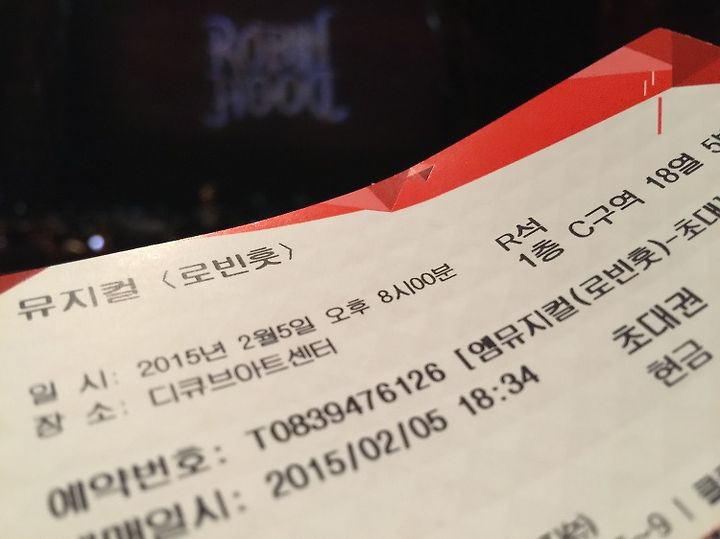 ROBIN
HOOD
뮤지컬 <로빈훗>
일 시: 2015년 2월5일 오후 8시00분
장 소: 디큐브아트센터
R석
1층 C구역 18열
예약번호: T0839476126 [엠뮤지컬(로빈훗)-초대
2015/02/05 18:34
초대권
현금